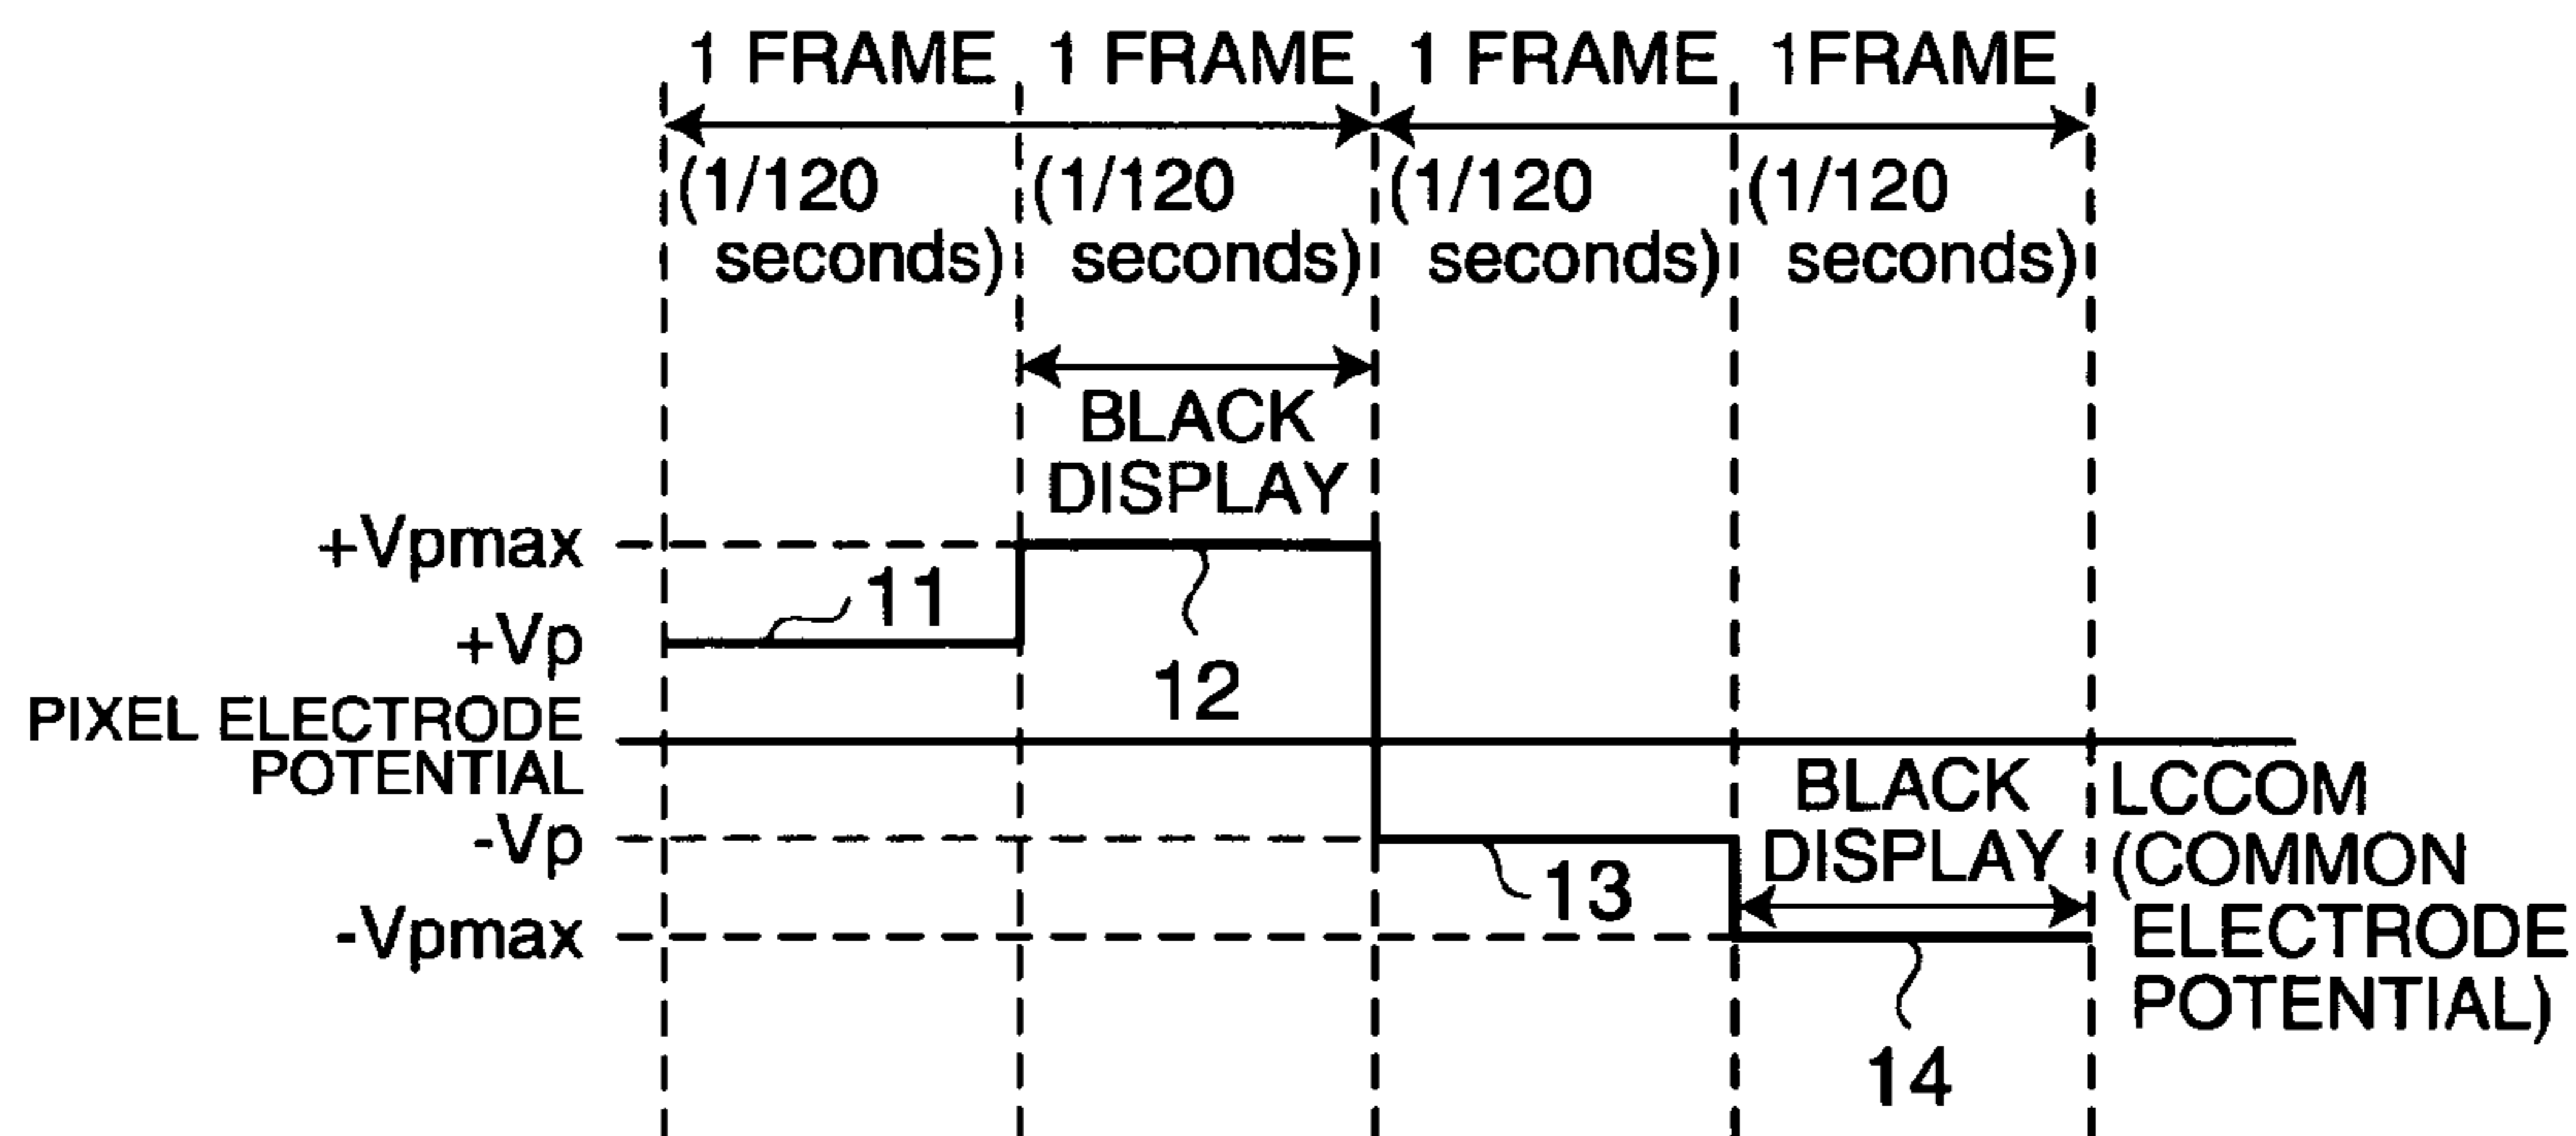 1 FRAME 1 FRAME 1 FRAME 1FRAME
(1/120 (1/120 (1/120 (1/120
seconds) seconds) seconds) seconds)
BLACK
DISPLAY
+Vpmax
11
+Vp
12
PIXEL ELECTRODE
POTENTIAL
-Vp
-Vpmax
13
BLACK
DISPLAY
14
LCCOM
(COMMON
ELECTRODE
POTENTIAL)